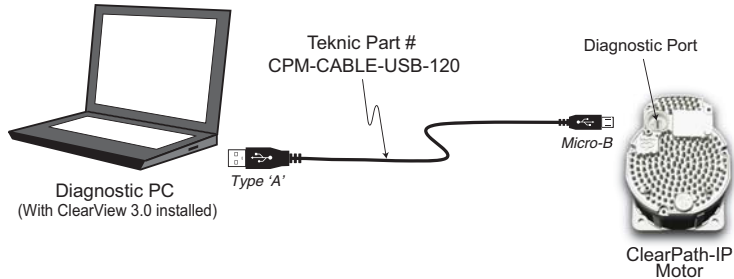 Teknic Part #
CPM-CABLE-USB-120
Diagnostic Port
Micro-B
Type 'A'
Diagnostic PC
(With ClearView 3.0 installed)
ClearPath-IP
Motor